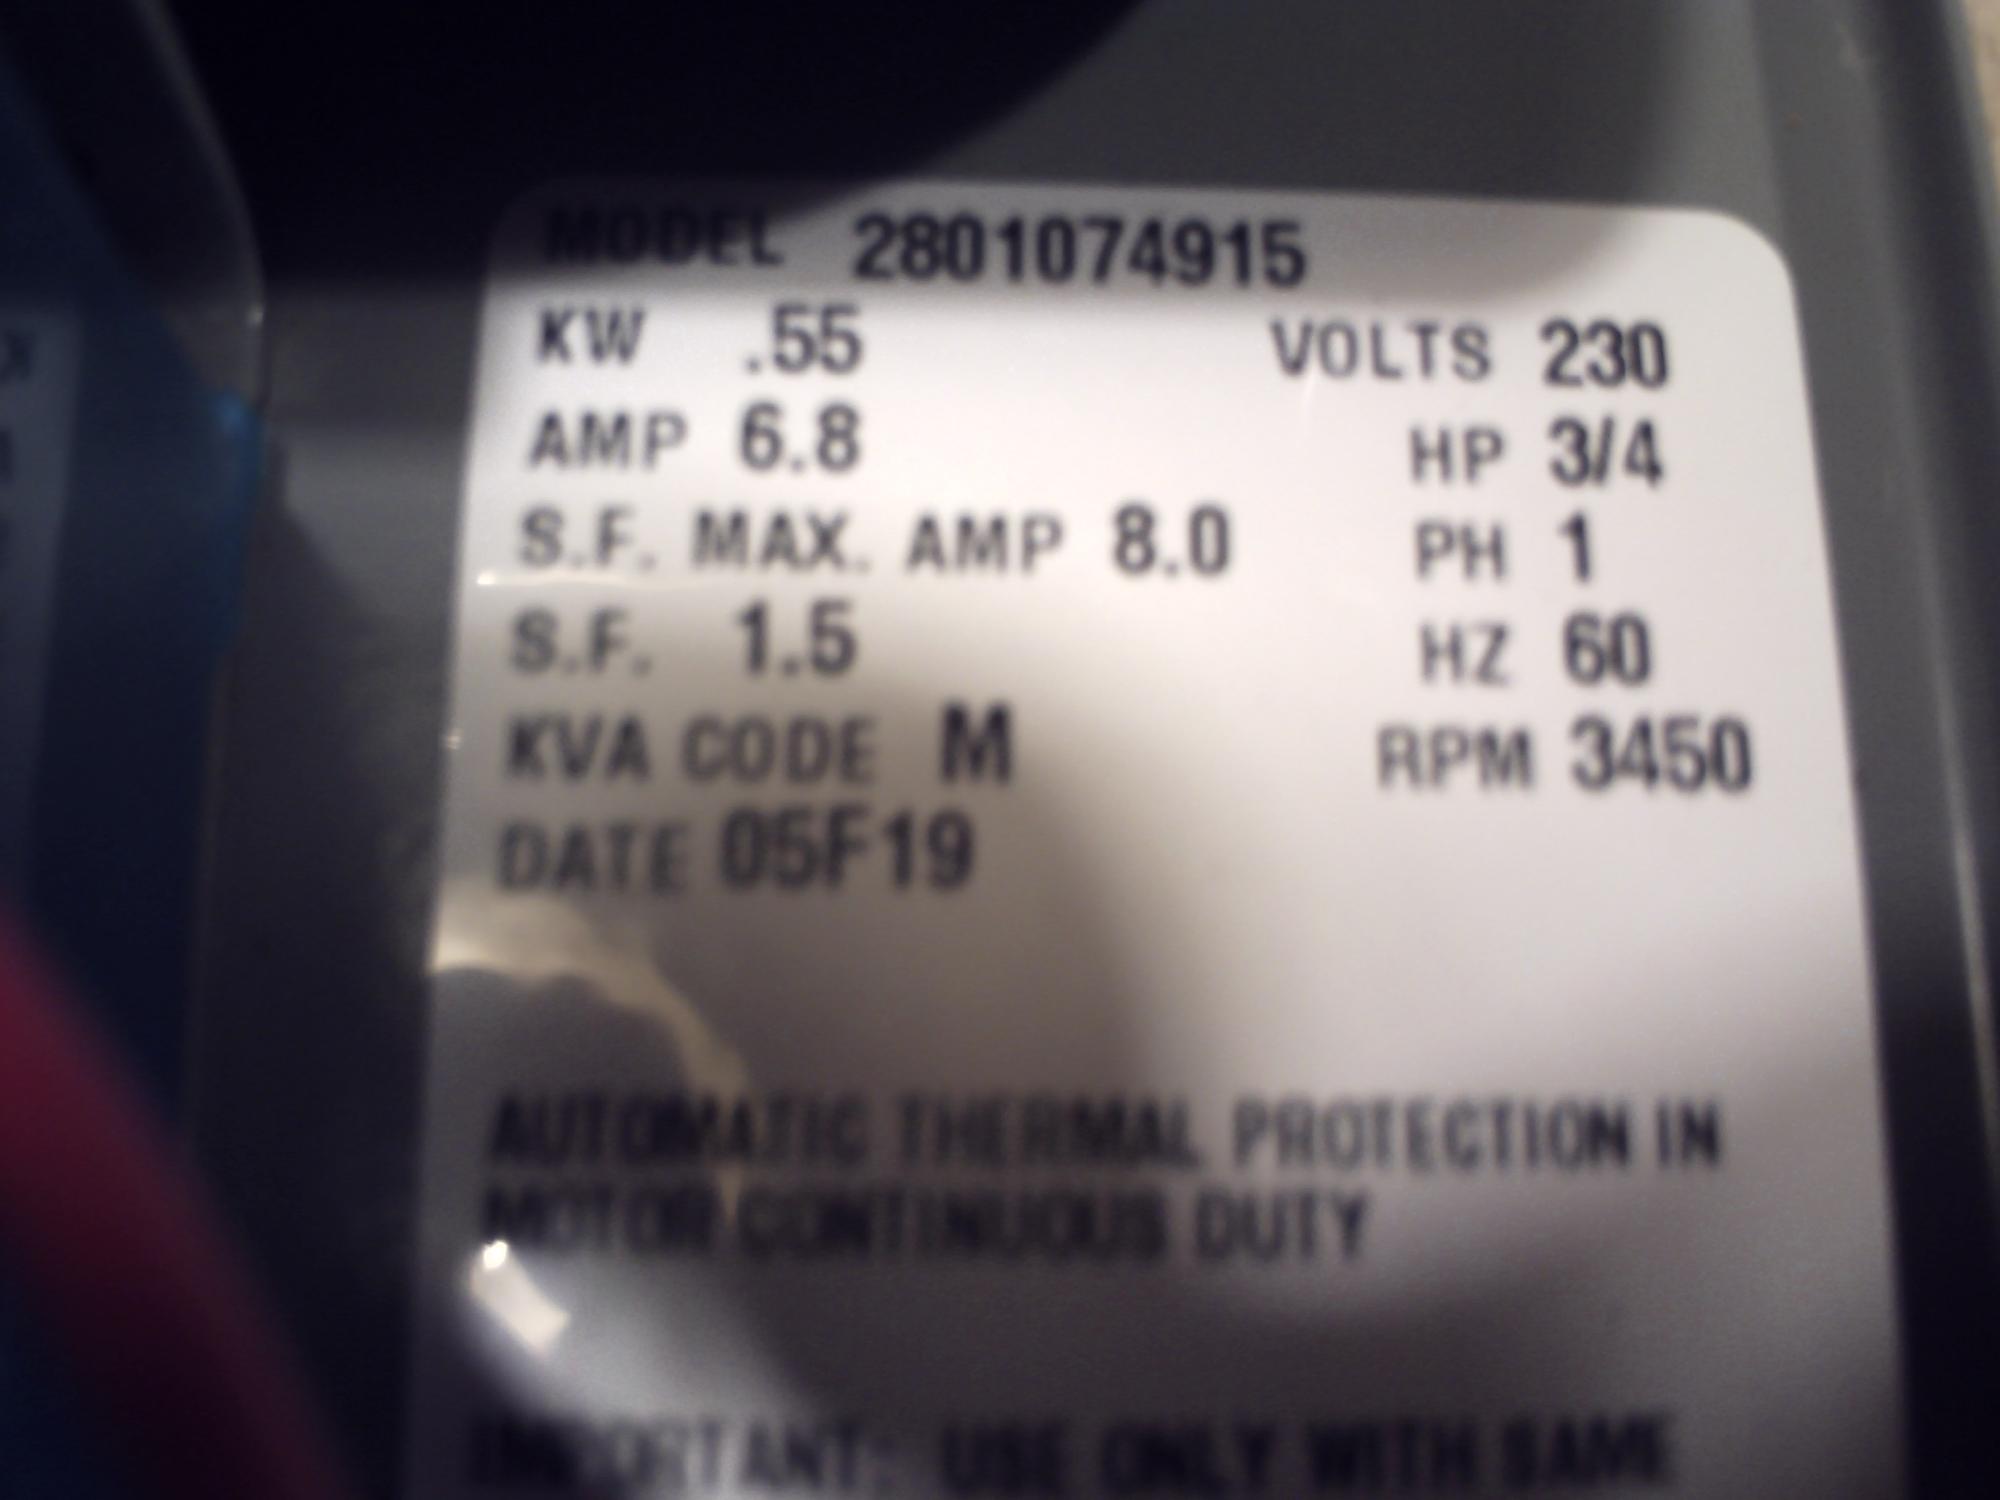 MODEL 2801074915
KW .55 VOLTS 230
AMP 6.8 HP 3/4
S.F. MAX. AMP 8.0 PH 1
S.F. 1.5 HZ 60
KVA CODE M RPM 3450
DATE 05F19
AUTOMATIC THERMAL PROTECTION IN
MOTOR CONTINUOUS DUTY
IMPORTANT: USE ONLY WITH SAME